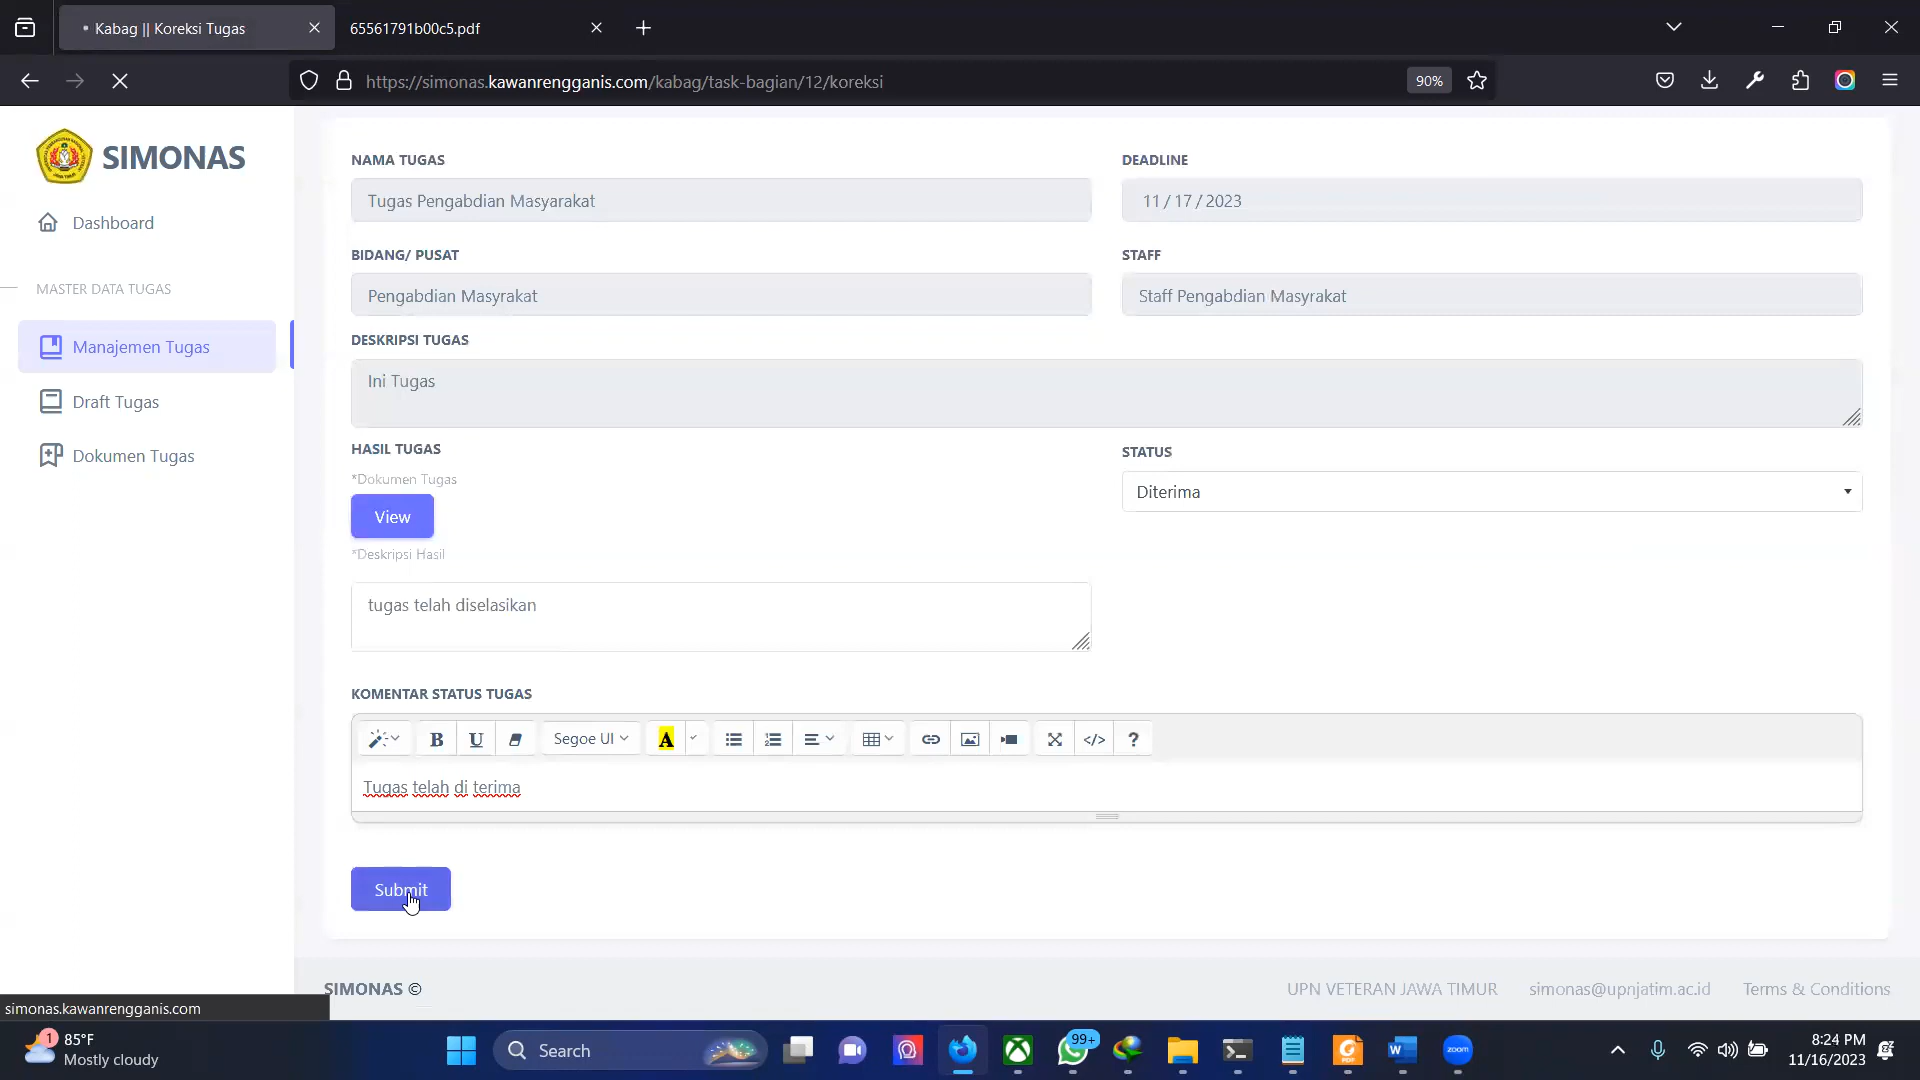 Kabag || Koreksi Tugas
65561791b00c5.pdf
https://simonas.kawanrengganis.com/kabag/task-bagian/12/koreksi
90%
SIMONAS
Dashboard
MASTER DATA TUGAS
Manajemen Tugas
Draft Tugas
Dokumen Tugas
NAMA TUGAS
DEADLINE
Tugas Pengabdian Masyarakat
11 / 17 / 2023
BIDANG/ PUSAT
STAFF
Pengabdian Masyrakat
Staff Pengabdian Masyrakat
DESKRIPSI TUGAS
Ini Tugas
HASIL TUGAS
STATUS
*Dokumen Tugas
Diterima
View
*Deskripsi Hasil
tugas telah diselasikan
KOMENTAR STATUS TUGAS
B U Segoe UI A </> ?
Tugas telah di terima
Submit
SIMONAS ©
UPN VETERAN JAWA TIMUR simonas@upnjatim.ac.id Terms & Conditions
simonas.kawanrengganis.com
1
85°F
Mostly cloudy
Search
99+
PDF
W
zoom
8:24 PM
11/16/2023